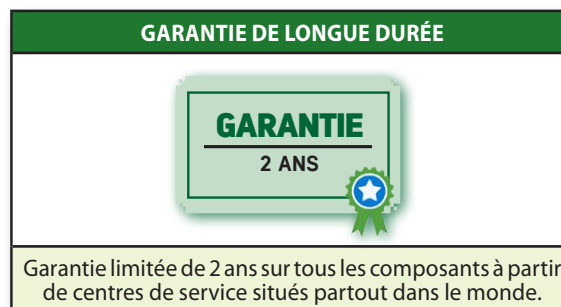 GARANTIE DE LONGUE DURÉE
GARANTIE
2 ANS
Garantie limitée de 2 ans sur tous les composants à partir
de centres de service situés partout dans le monde.